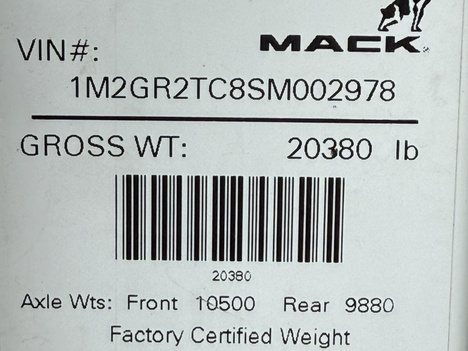 MACK
VIN#:
1M2GR2TC8SM002978
GROSS WT: 20380 lb
20380
Axle Wts: Front 10500 Rear 9880
Factory Certified Weight